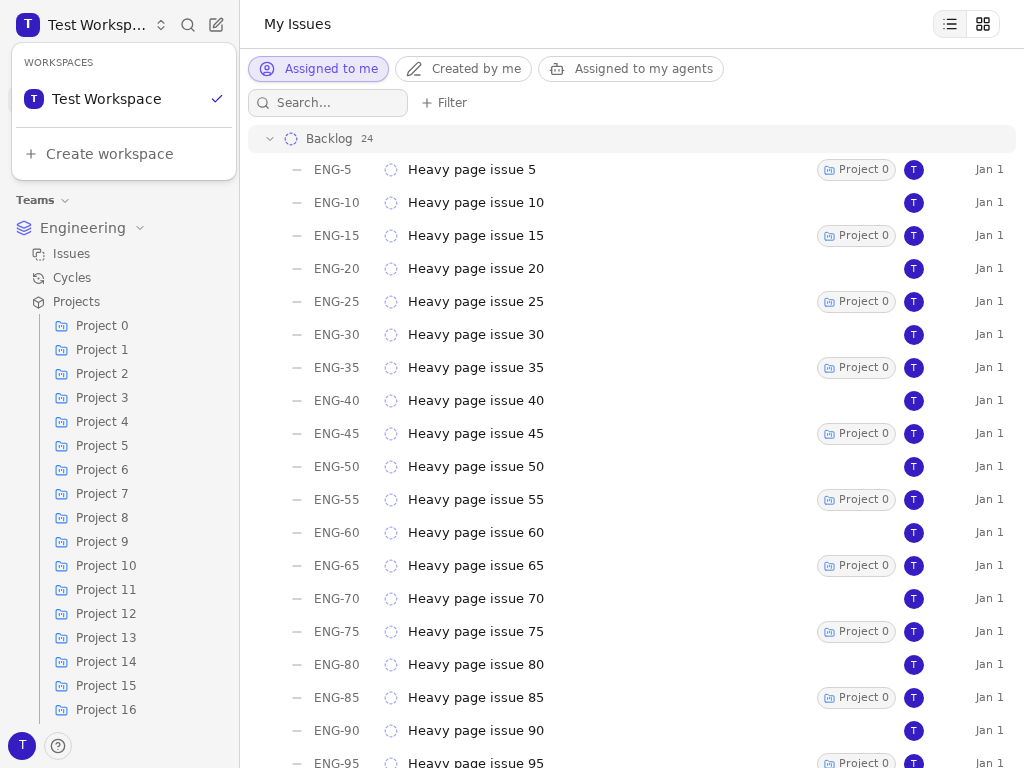 T Test Worksp...
WORKSPACES
T Test Workspace
Create workspace
Teams
Engineering
Issues
Cycles
Projects
Project 0
Project 1
Project 2
Project 3
Project 4
Project 5
Project 6
Project 7
Project 8
Project 9
Project 10
Project 11
Project 12
Project 13
Project 14
Project 15
Project 16
T
My Issues
Assigned to me Created by me Assigned to my agents
Search... Filter
Backlog 24
ENG-5 Heavy page issue 5 Project 0 T Jan 1
ENG-10 Heavy page issue 10 T Jan 1
ENG-15 Heavy page issue 15 Project 0 T Jan 1
ENG-20 Heavy page issue 20 T Jan 1
ENG-25 Heavy page issue 25 Project 0 T Jan 1
ENG-30 Heavy page issue 30 T Jan 1
ENG-35 Heavy page issue 35 Project 0 T Jan 1
ENG-40 Heavy page issue 40 T Jan 1
ENG-45 Heavy page issue 45 Project 0 T Jan 1
ENG-50 Heavy page issue 50 T Jan 1
ENG-55 Heavy page issue 55 Project 0 T Jan 1
ENG-60 Heavy page issue 60 T Jan 1
ENG-65 Heavy page issue 65 Project 0 T Jan 1
ENG-70 Heavy page issue 70 T Jan 1
ENG-75 Heavy page issue 75 Project 0 T Jan 1
ENG-80 Heavy page issue 80 T Jan 1
ENG-85 Heavy page issue 85 Project 0 T Jan 1
ENG-90 Heavy page issue 90 T Jan 1
ENG-95 Heavy page issue 95 Project 0 T Jan 1